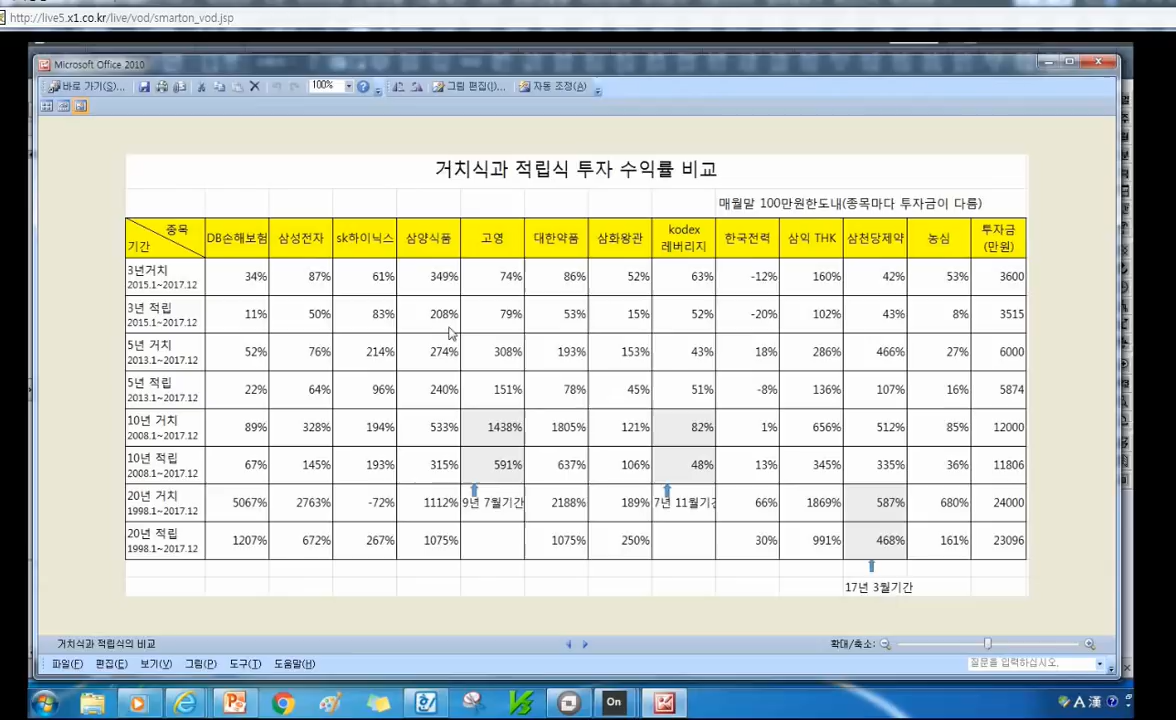 http://live5.x1.co.kr/live/vod/smarton_vod.jsp
Microsoft Office 2010
바로 가기(S)... 100% 그림 편집(I)... 자동 조정(A)
거치식과 적립식 투자 수익률 비교
매월말 100만원한도내(종목마다 투자금이 다름)
종목 기간 DB손해보험 삼성전자 sk하이닉스 삼양식품 고영 대한약품 삼화왕관 kodex 레버리지 한국전력 삼익 THK 삼천당제약 농심 투자금 (만원)
3년거치 2015.1~2017.12 34% 87% 61% 349% 74% 86% 52% 63% -12% 160% 42% 53% 3600
3년 적립 2015.1~2017.12 11% 50% 83% 208% 79% 53% 15% 52% -20% 102% 43% 8% 3515
5년 거치 2013.1~2017.12 52% 76% 214% 274% 308% 193% 153% 43% 18% 286% 466% 27% 6000
5년 적립 2013.1~2017.12 22% 64% 96% 240% 151% 78% 45% 51% -8% 136% 107% 16% 5874
10년 거치 2008.1~2017.12 89% 328% 194% 533% 1438% 1805% 121% 82% 1% 656% 512% 85% 12000
10년 적립 2008.1~2017.12 67% 145% 193% 315% 591% 637% 106% 48% 13% 345% 335% 36% 11806
20년 거치 1998.1~2017.12 5067% 2763% -72% 1112% 9년 7월기간 2188% 189% 7년 11월기간 66% 1869% 587% 680% 24000
20년 적립 1998.1~2017.12 1207% 672% 267% 1075% 1075% 250% 30% 991% 468% 161% 23096
17년 3월기간
거치식과 적립식의 비교 확대/축소:
파일(F) 편집(E) 보기(V) 그림(P) 도구(T) 도움말(H) 질문을 입력하십시오.
On A 漢